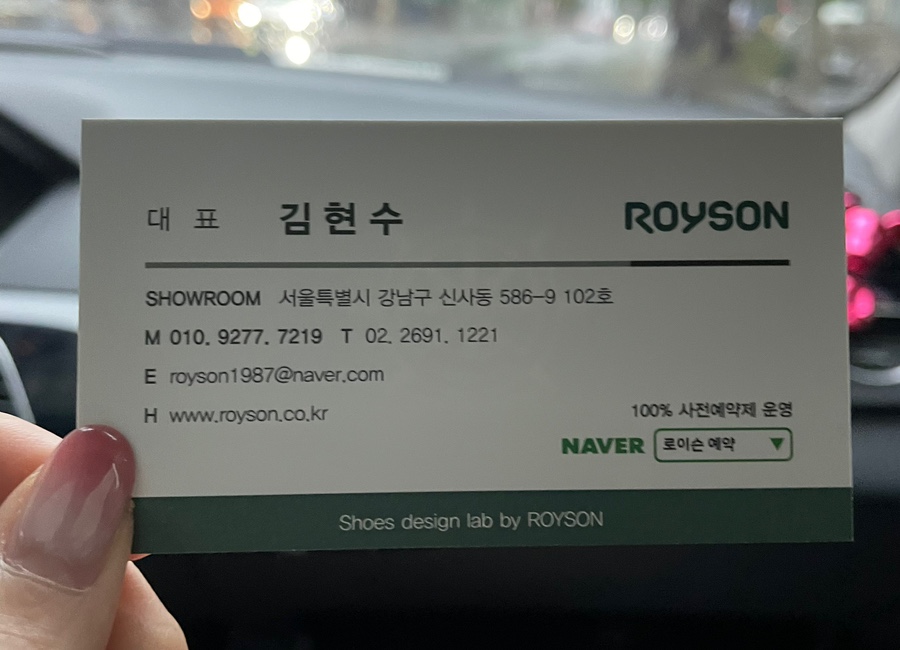 대 표 김 현 수 ROYSON
SHOWROOM 서울특별시 강남구 신사동 586-9 102호
M 010. 9277. 7219 T 02. 2691. 1221
E royson1987@naver.com
H www.royson.co.kr
100% 사전예약제 운영
NAVER 로이슨 예약 ▼
Shoes design lab by ROYSON